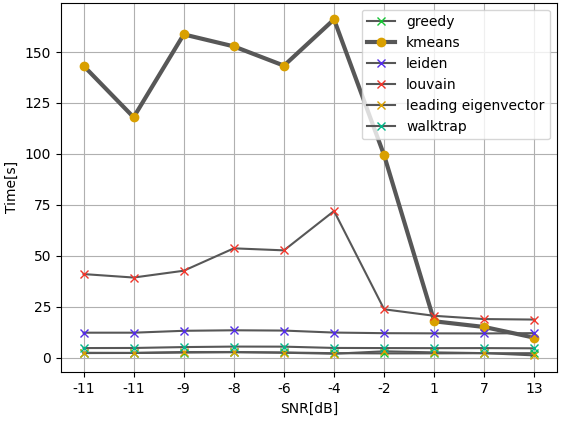 greedy
kmeans
leiden
louvain
leading eigenvector
walktrap
150
125
100
75
50
25
0
Time[s]
-11 -11 -9 -8 -6 -4 -2 1 7 13
SNR[dB]